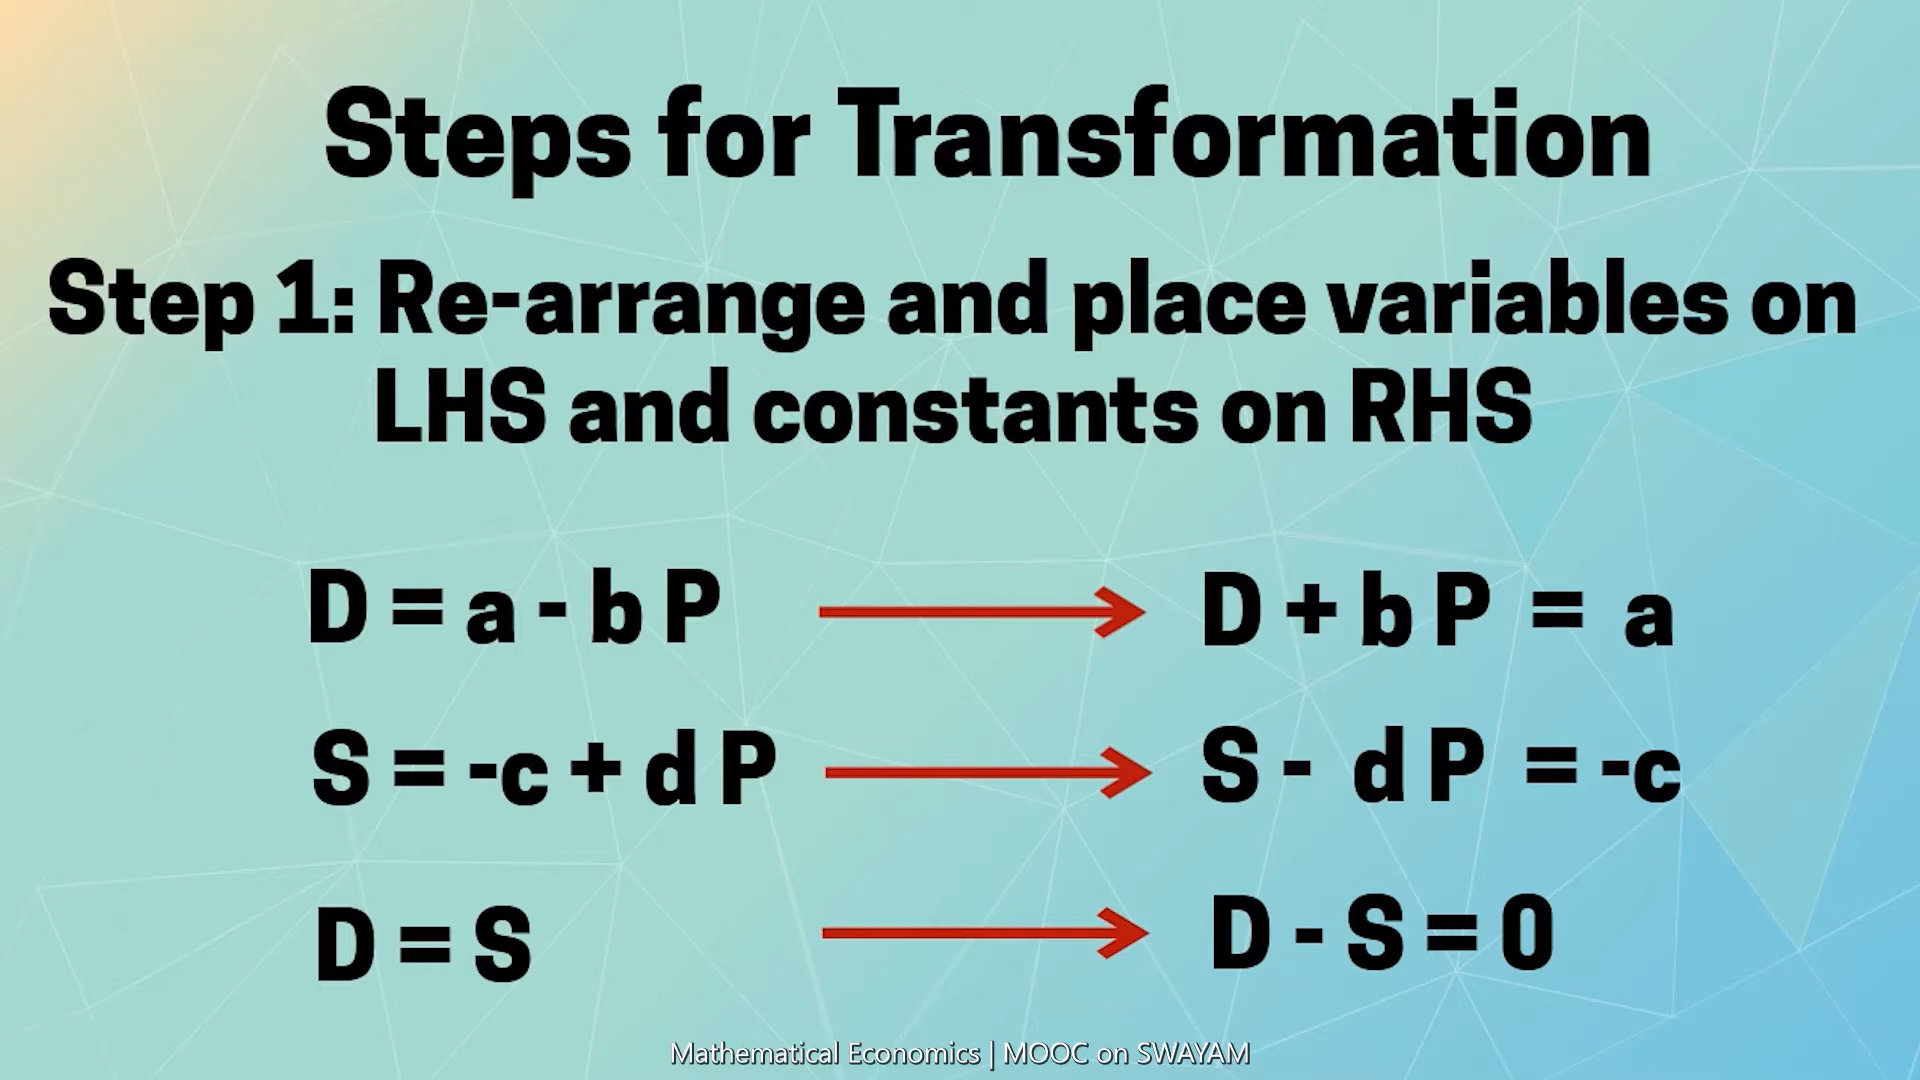 Steps for Transformation
Step 1: Re-arrange and place variables on
LHS and constants on RHS
D = a - b P → D + b P = a
S = -c + d P → S - d P = -c
D = S → D - S = 0
Mathematical Economics | MOOC on SWAYAM